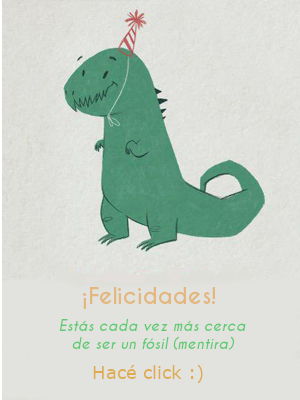 ¡Felicidades!
Estás cada vez más cerca
de ser un fósil (mentira)
Hacé click :)